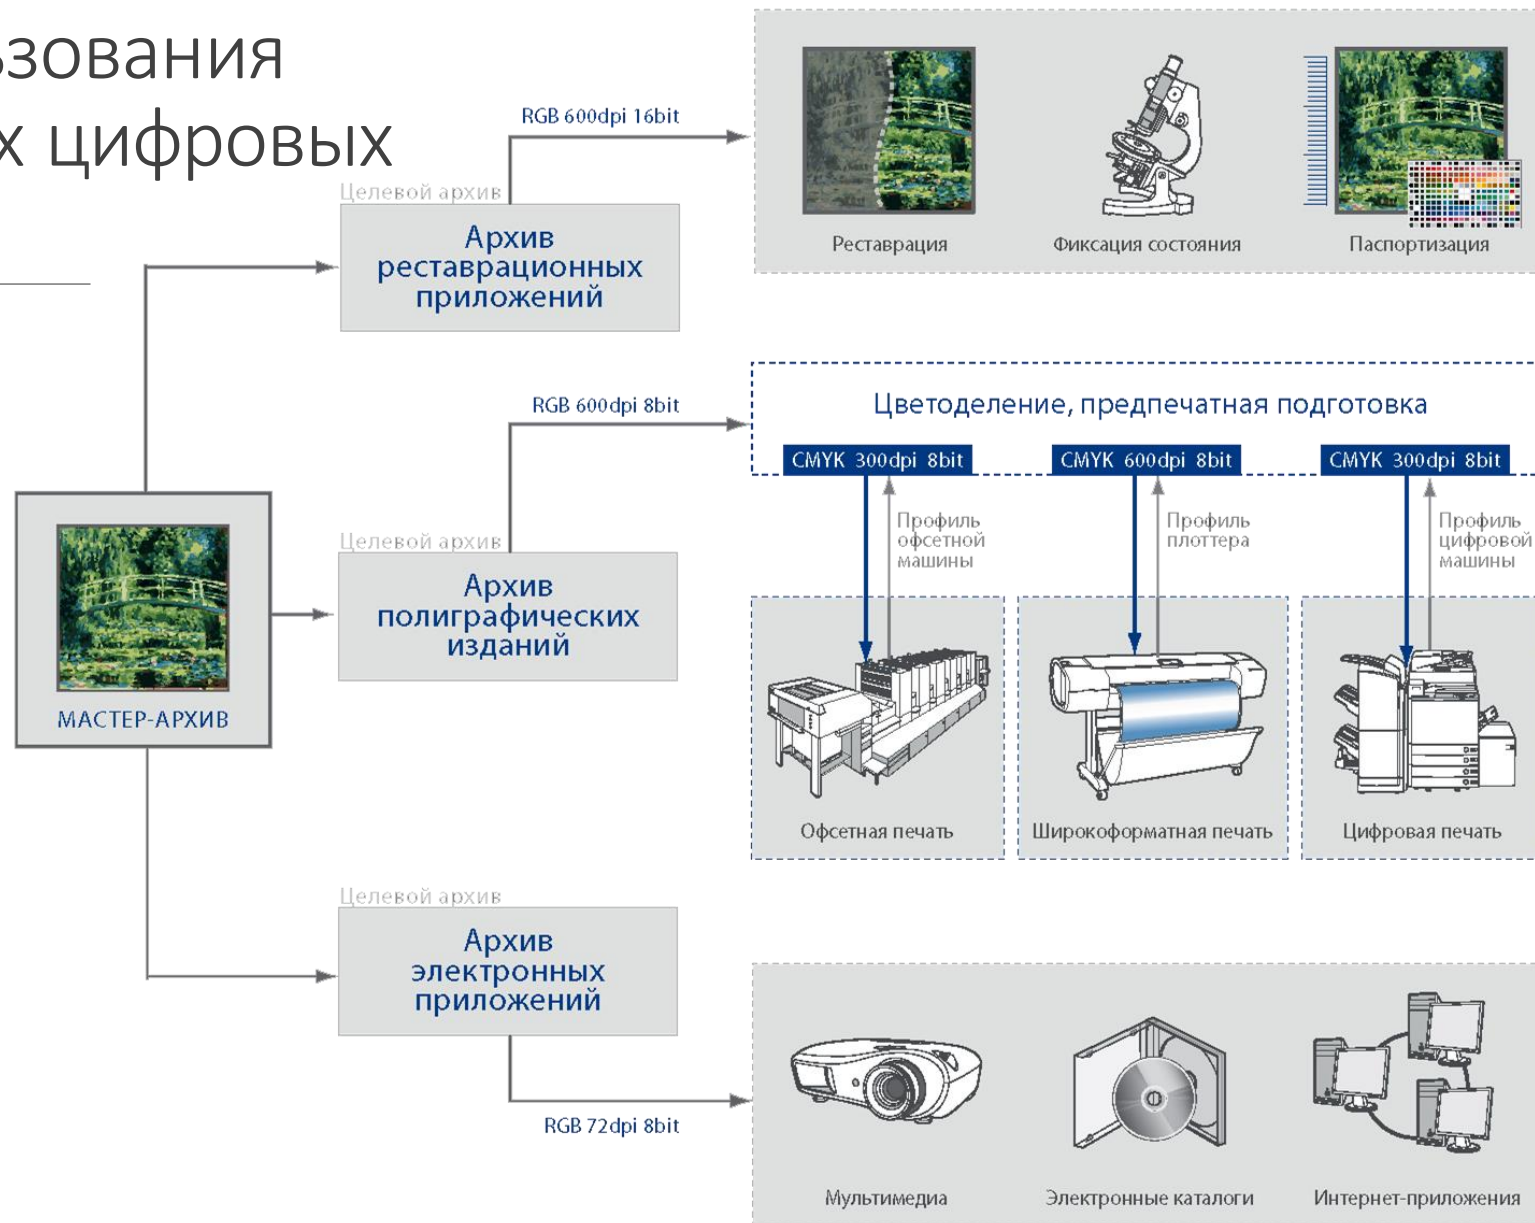 ьзования
х цифровых
RGB 600dpi 16bit
Целевой архив
Архив
реставрационных
приложений
Реставрация
Фиксация состояния
Паспортизация
RGB 600dpi 8bit
Цветоделение, предпечатная подготовка
CMYK 300dpi 8bit
CMYK 600dpi 8bit
CMYK 300dpi 8bit
Профиль
офсетной
машины
Профиль
плоттера
Профиль
цифровой
машины
Целевой архив
Архив
полиграфических
изданий
МАСТЕР-АРХИВ
Офсетная печать
Широкоформатная печать
Цифровая печать
Целевой архив
Архив
электронных
приложений
RGB 72dpi 8bit
Мультимедиа
Электронные каталоги
Интернет-приложения